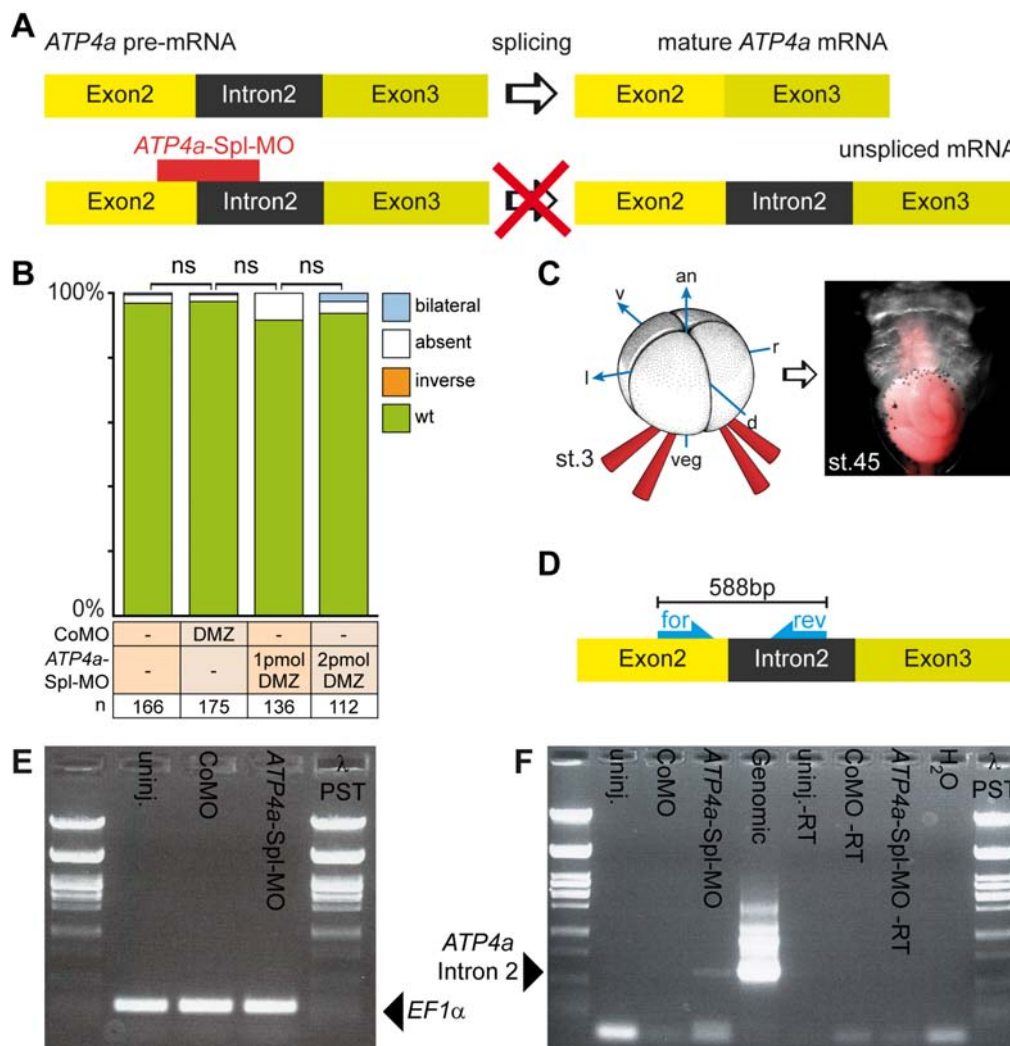 A
ATP4a pre-mRNA
splicing
mature ATP4a mRNA
Exon2
Intron2
Exon3
Exon2
Exon3
ATP4a-Spl-MO
unspliced mRNA
Exon2
Intron2
Exon3
Exon2
Intron2
Exon3
B
ns
ns
ns
100%
0%
bilateral
absent
inverse
wt
CoMO - DMZ - -
ATP4a-Spl-MO - - 1pmol DMZ 2pmol DMZ
n 166 175 136 112
C
an
v
r
l
d
veg
st.3
st.45
D
588bp
for
rev
Exon2
Intron2
Exon3
E
uninj.
CoMO
ATP4a-Spl-MO
λ PST
EF1α
F
uninj.
CoMO
ATP4a-Spl-MO
Genomic
uninj.-RT
CoMO -RT
ATP4a-Spl-MO -RT
H2O
λ PST
ATP4a
Intron 2